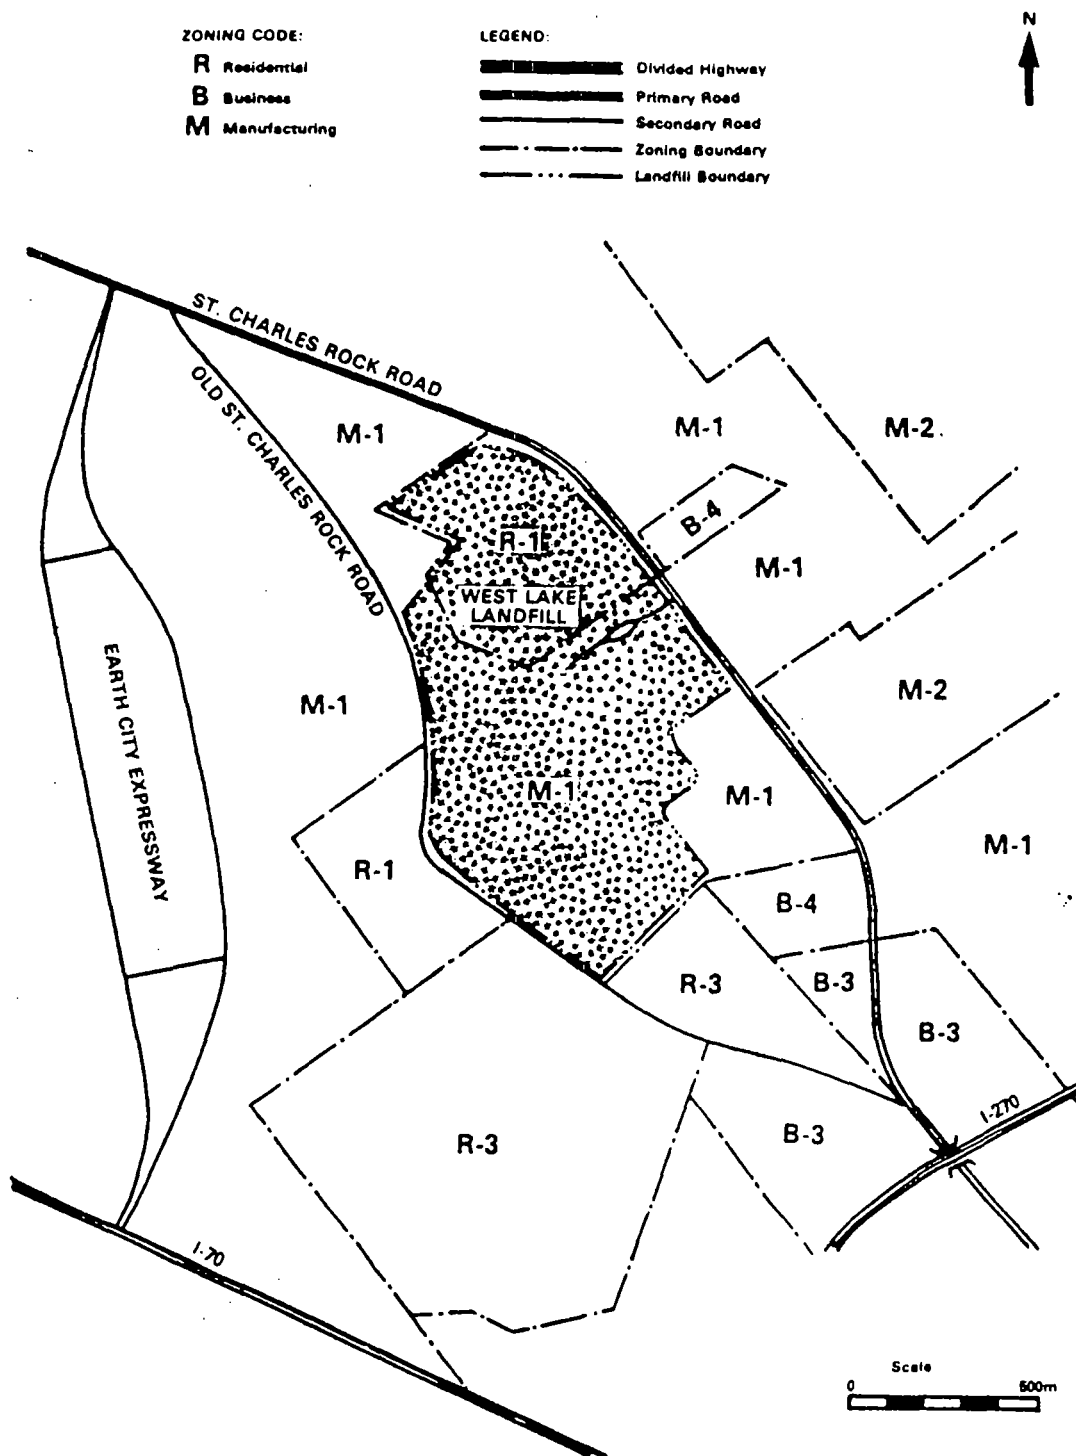 ZONING CODE:
R Residential
B Business
M Manufacturing
LEGEND:
Divided Highway
Primary Road
Secondary Road
Zoning Boundary
Landfill Boundary
N
ST. CHARLES ROCK ROAD
OLD ST. CHARLES ROCK ROAD
M-1
M-1
M-2
B-4
R-1
M-1
WEST LAKE
LANDFILL
EARTH CITY EXPRESSWAY
M-1
M-2
M-1
M-1
M-1
R-1
B-4
R-3
B-3
B-3
I-270
R-3
B-3
I-70
Scale
0
500m